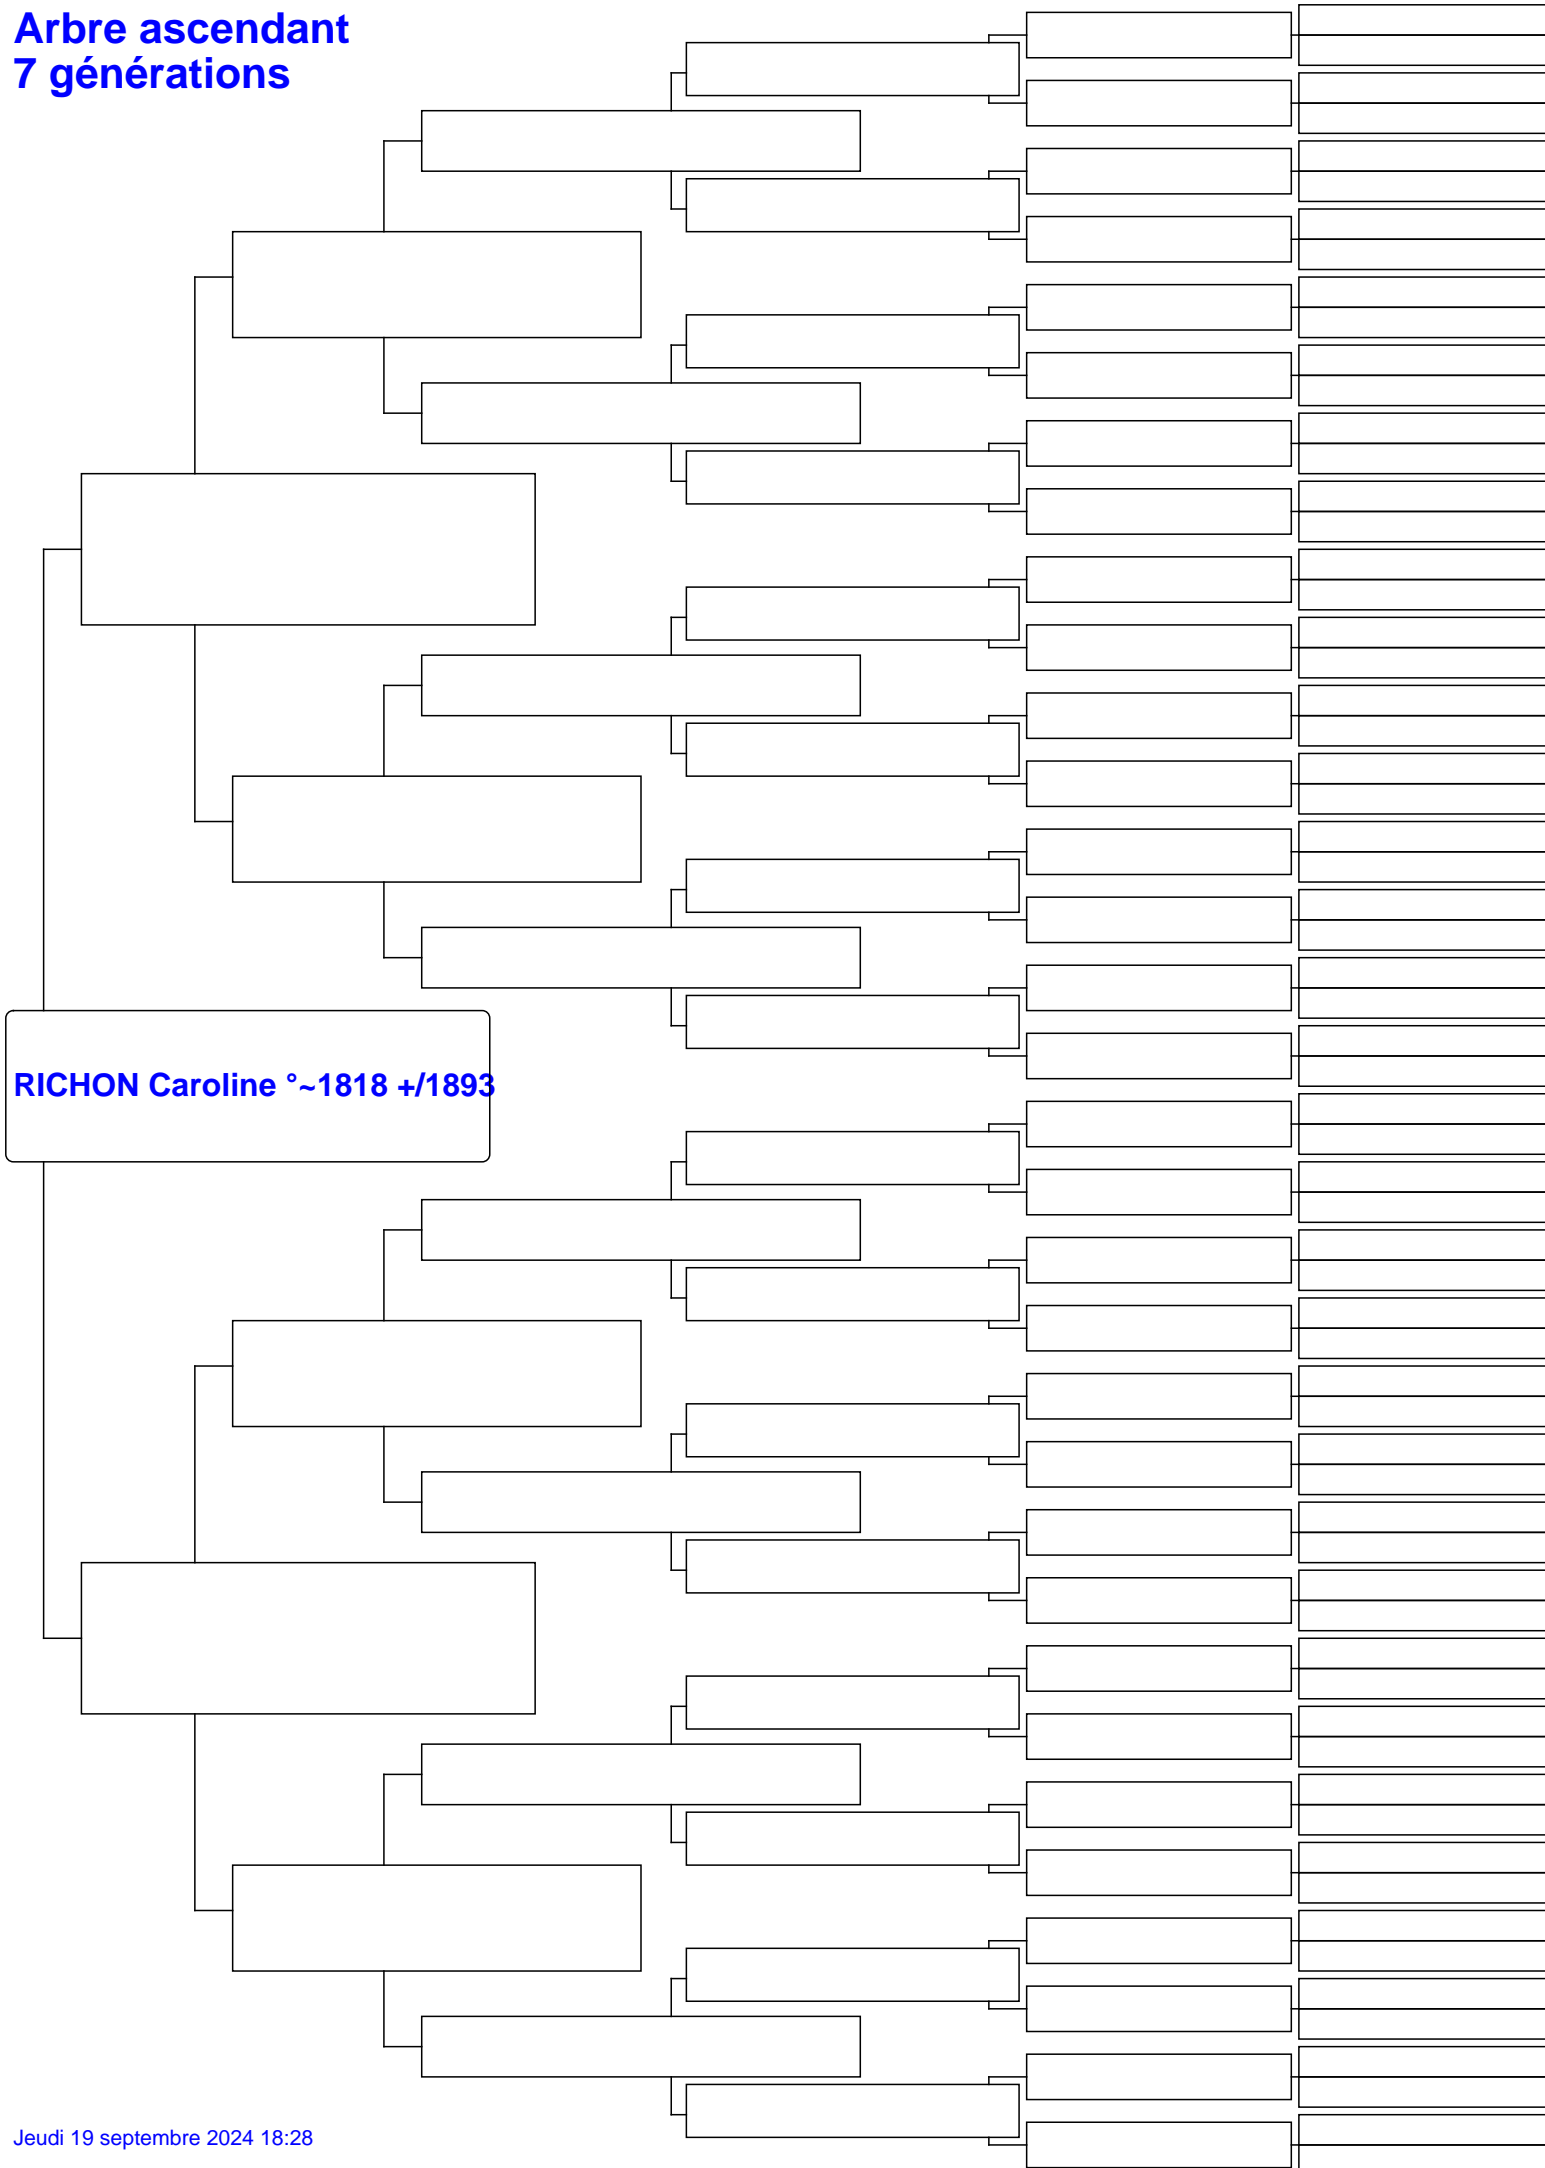 Arbre ascendant
7 générations
RICHON Caroline °~1818 +/1893
Jeudi 19 septembre 2024 18:28